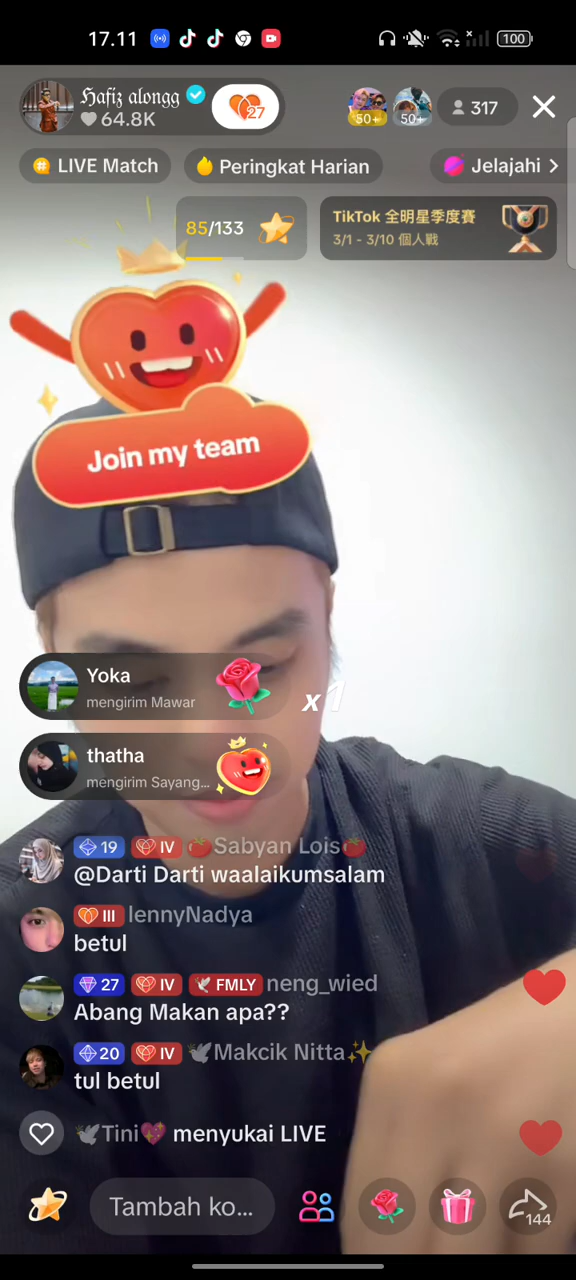 17.11
100
ℌ𝔞𝔣𝔦𝔷 𝔞𝔩𝔬𝔫𝔤𝔤
64.8K
27
50+
50+
317
LIVE Match
Peringkat Harian
Jelajahi >
85/133
TikTok 全明星季度賽
3/1 - 3/10 個人戰
Join my team
Yoka
mengirim Mawar
x1
thatha
mengirim Sayang...
19 IV 🍅Sabyan Lois🍅
@Darti Darti waalaikumsalam
III lennyNadya
betul
27 IV FMLY neng_wied
Abang Makan apa??
20 IV 🕊Makcik Nitta✨
tul betul
🕊Tini💖 menyukai LIVE
Tambah ko...
144